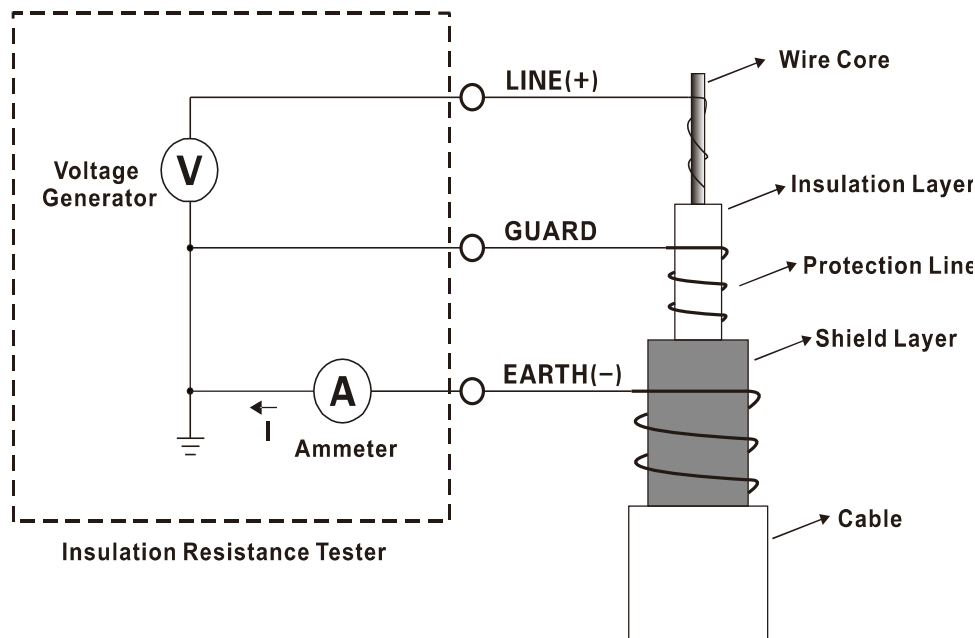 LINE(+)
Wire Core
V
Voltage
Generator
Insulation Layer
GUARD
Protection Line
Shield Layer
EARTH(−)
A
I
Ammeter
Cable
Insulation Resistance Tester